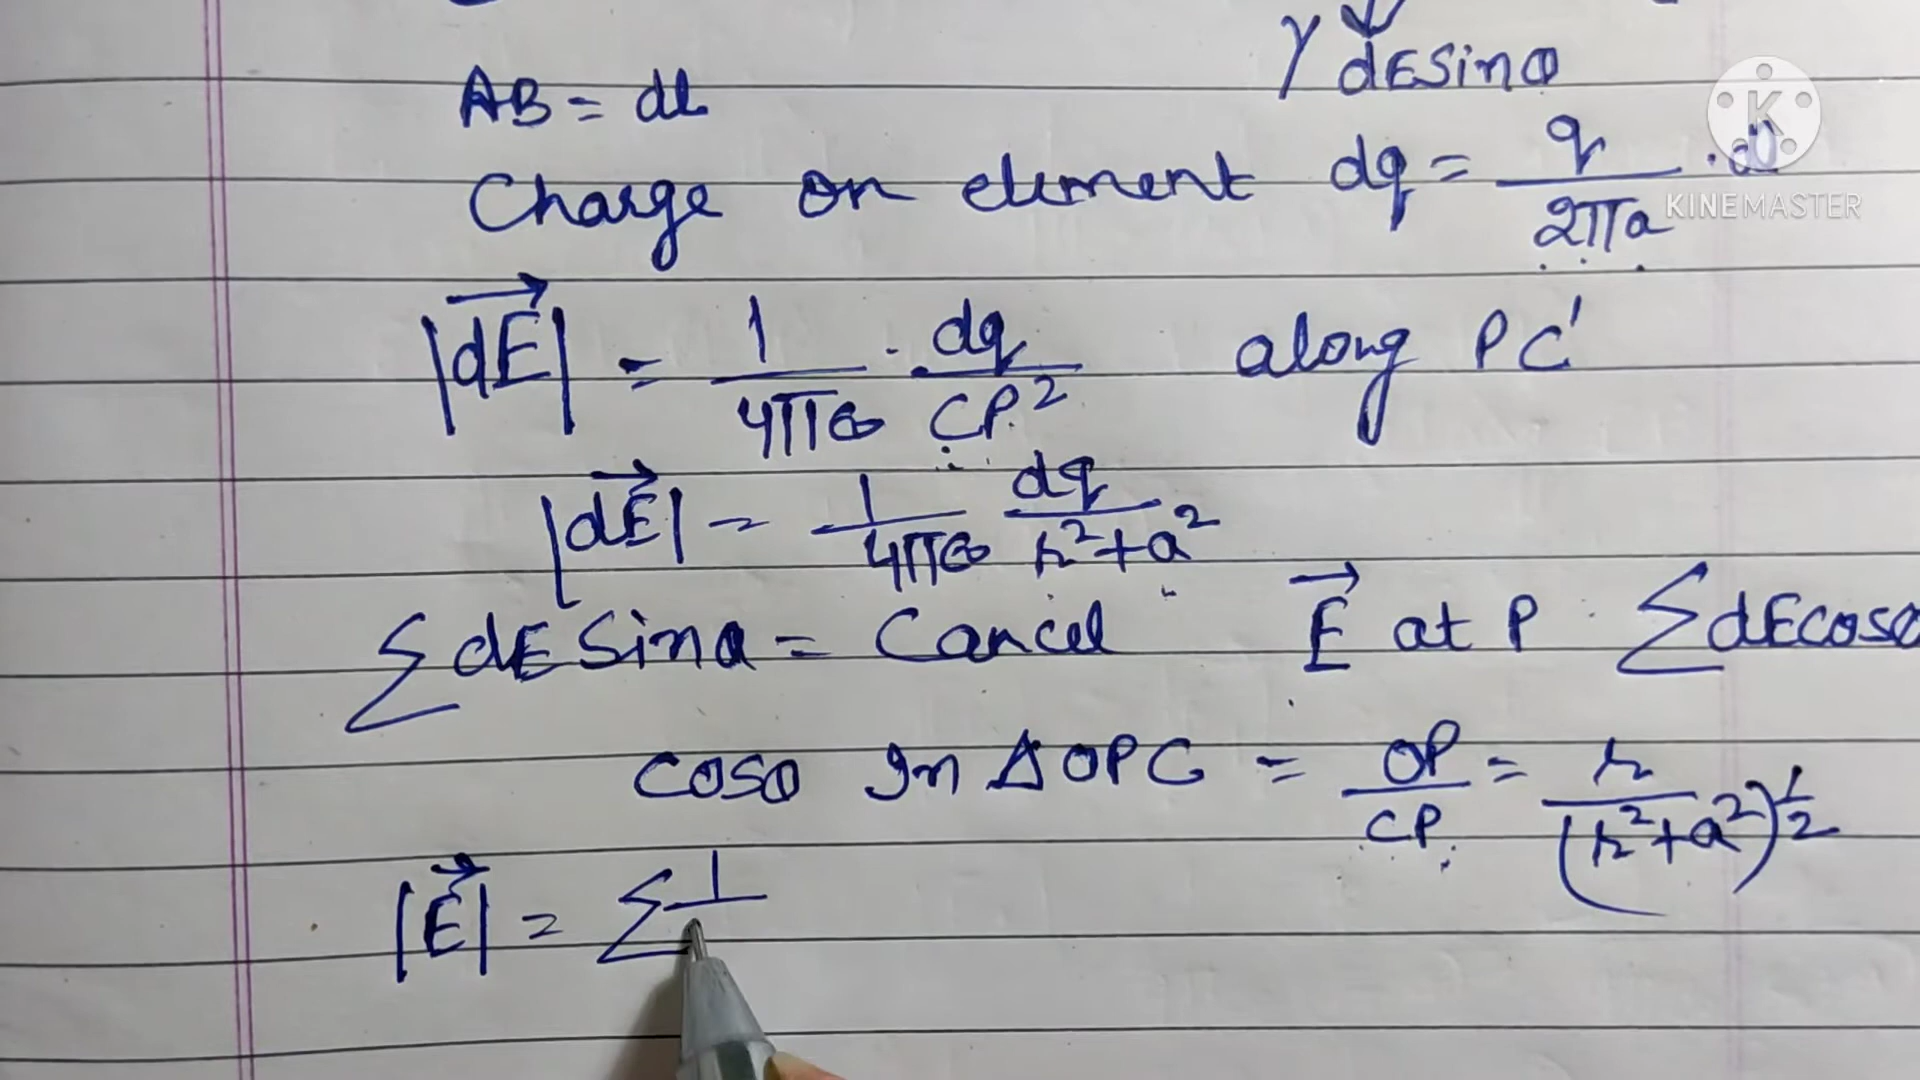 γ dE Sinθ
AB = dl
Charge on element dq = q/2πa · dl
KINEMASTER
|dE⃗| = 1/4πε₀ · dq/CP² along PC'
|dE⃗| = 1/4πε₀ dq/r²+a²
∑ dE Sinθ = Cancel E⃗ at P ∑ dE cosθ
cosθ In Δ OPC = OP/CP = r/(r²+a²)^1/2
|E⃗| = ∑ 1/